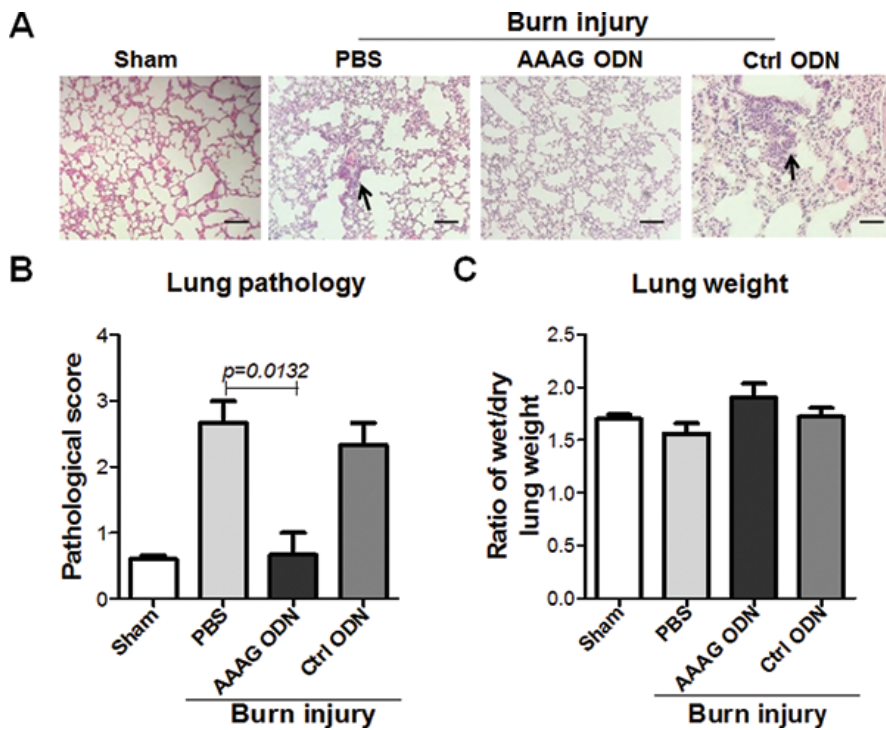 A
Burn injury
Sham
PBS
AAAG ODN
Ctrl ODN
B
Lung pathology
Pathological score
4
3
2
1
0
p=0.0132
Sham
PBS
AAAG ODN
Ctrl ODN
Burn injury
C
Lung weight
Ratio of wet/dry
lung weight
2.5
2.0
1.5
1.0
0.5
0.0
Sham
PBS
AAAG ODN
Ctrl ODN
Burn injury